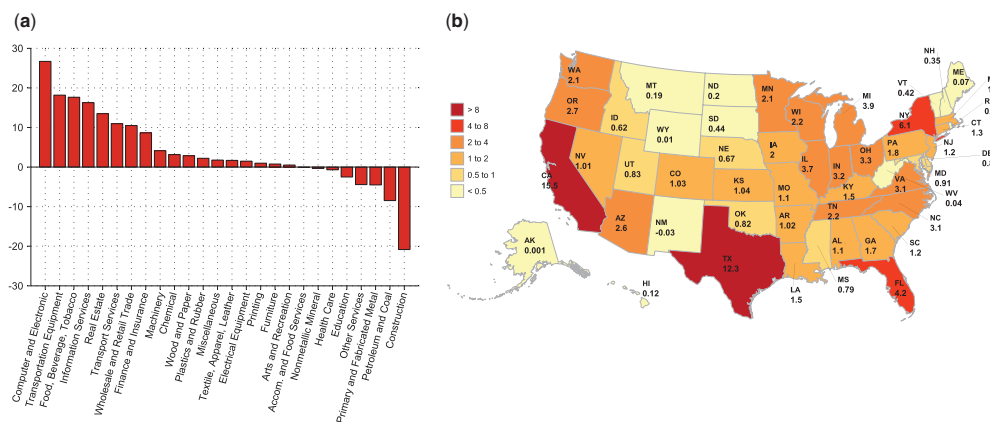 (a)
30
20
10
0
-10
-20
-30
Computer and Electronic
Transportation Equipment
Food, Beverage, Tobacco
Information Services
Real Estate
Transport Services
Wholesale and Retail Trade
Finance and Insurance
Machinery
Chemical
Wood and Paper
Plastics and Rubber
Miscellaneous
Textile, Apparel, Leather
Electrical Equipment
Printing
Furniture
Arts and Recreation
Accom. and Food Services
Nonmetallic Mineral
Health Care
Education
Other Services
Primary and Fabricated Metal
Petroleum and Coal
Construction
(b)
> 8
4 to 8
2 to 4
1 to 2
0.5 to 1
< 0.5
WA
2.1
OR
2.7
CA
15.5
NV
1.01
ID
0.62
MT
0.19
WY
0.01
UT
0.83
AZ
2.6
CO
1.03
NM
-0.03
ND
0.2
SD
0.44
NE
0.67
KS
1.04
OK
0.82
TX
12.3
MN
2.1
IA
2
MO
1.1
AR
1.02
LA
1.5
WI
2.2
IL
3.7
MI
3.9
IN
3.2
OH
3.3
KY
1.5
TN
2.2
MS
0.79
AL
1.1
GA
1.7
FL
4.2
SC
1.2
NC
3.1
VA
3.1
WV
0.04
MD
0.91
DE
PA
1.8
NJ
1.2
NY
6.1
CT
1.3
VT
0.42
NH
0.35
ME
0.07
AK
0.001
HI
0.12